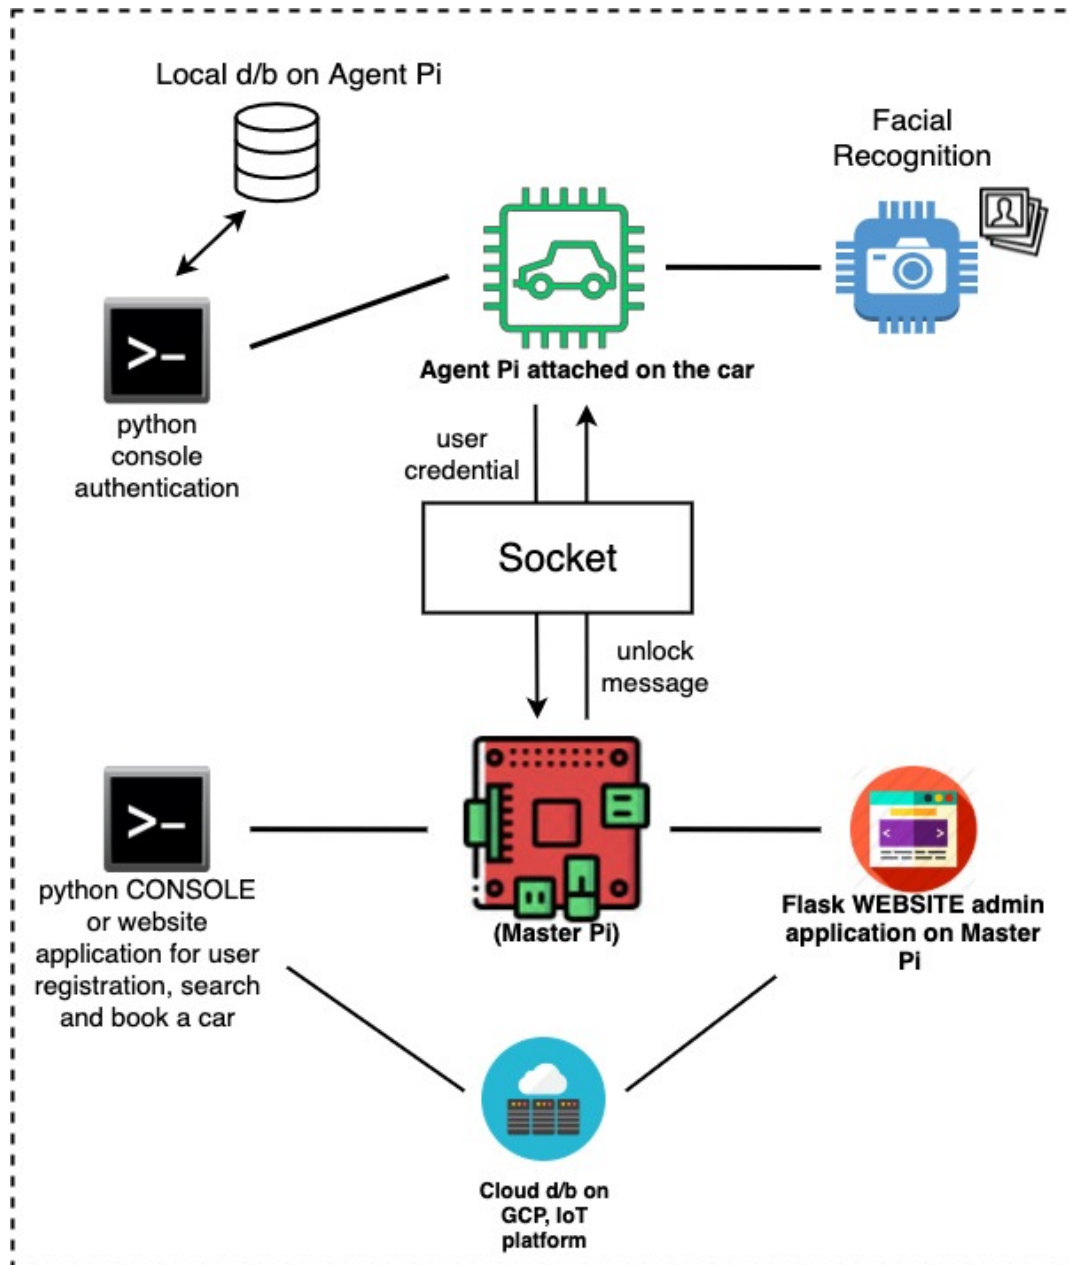 Local d/b on Agent Pi
Facial
Recognition
>_
Agent Pi attached on the car
python
console
authentication
user
credential
Socket
unlock
message
>_
< >
python CONSOLE
or website
application for user
registration, search
and book a car
(Master Pi)
Flask WEBSITE admin
application on Master
Pi
Cloud d/b on
GCP, IoT
platform